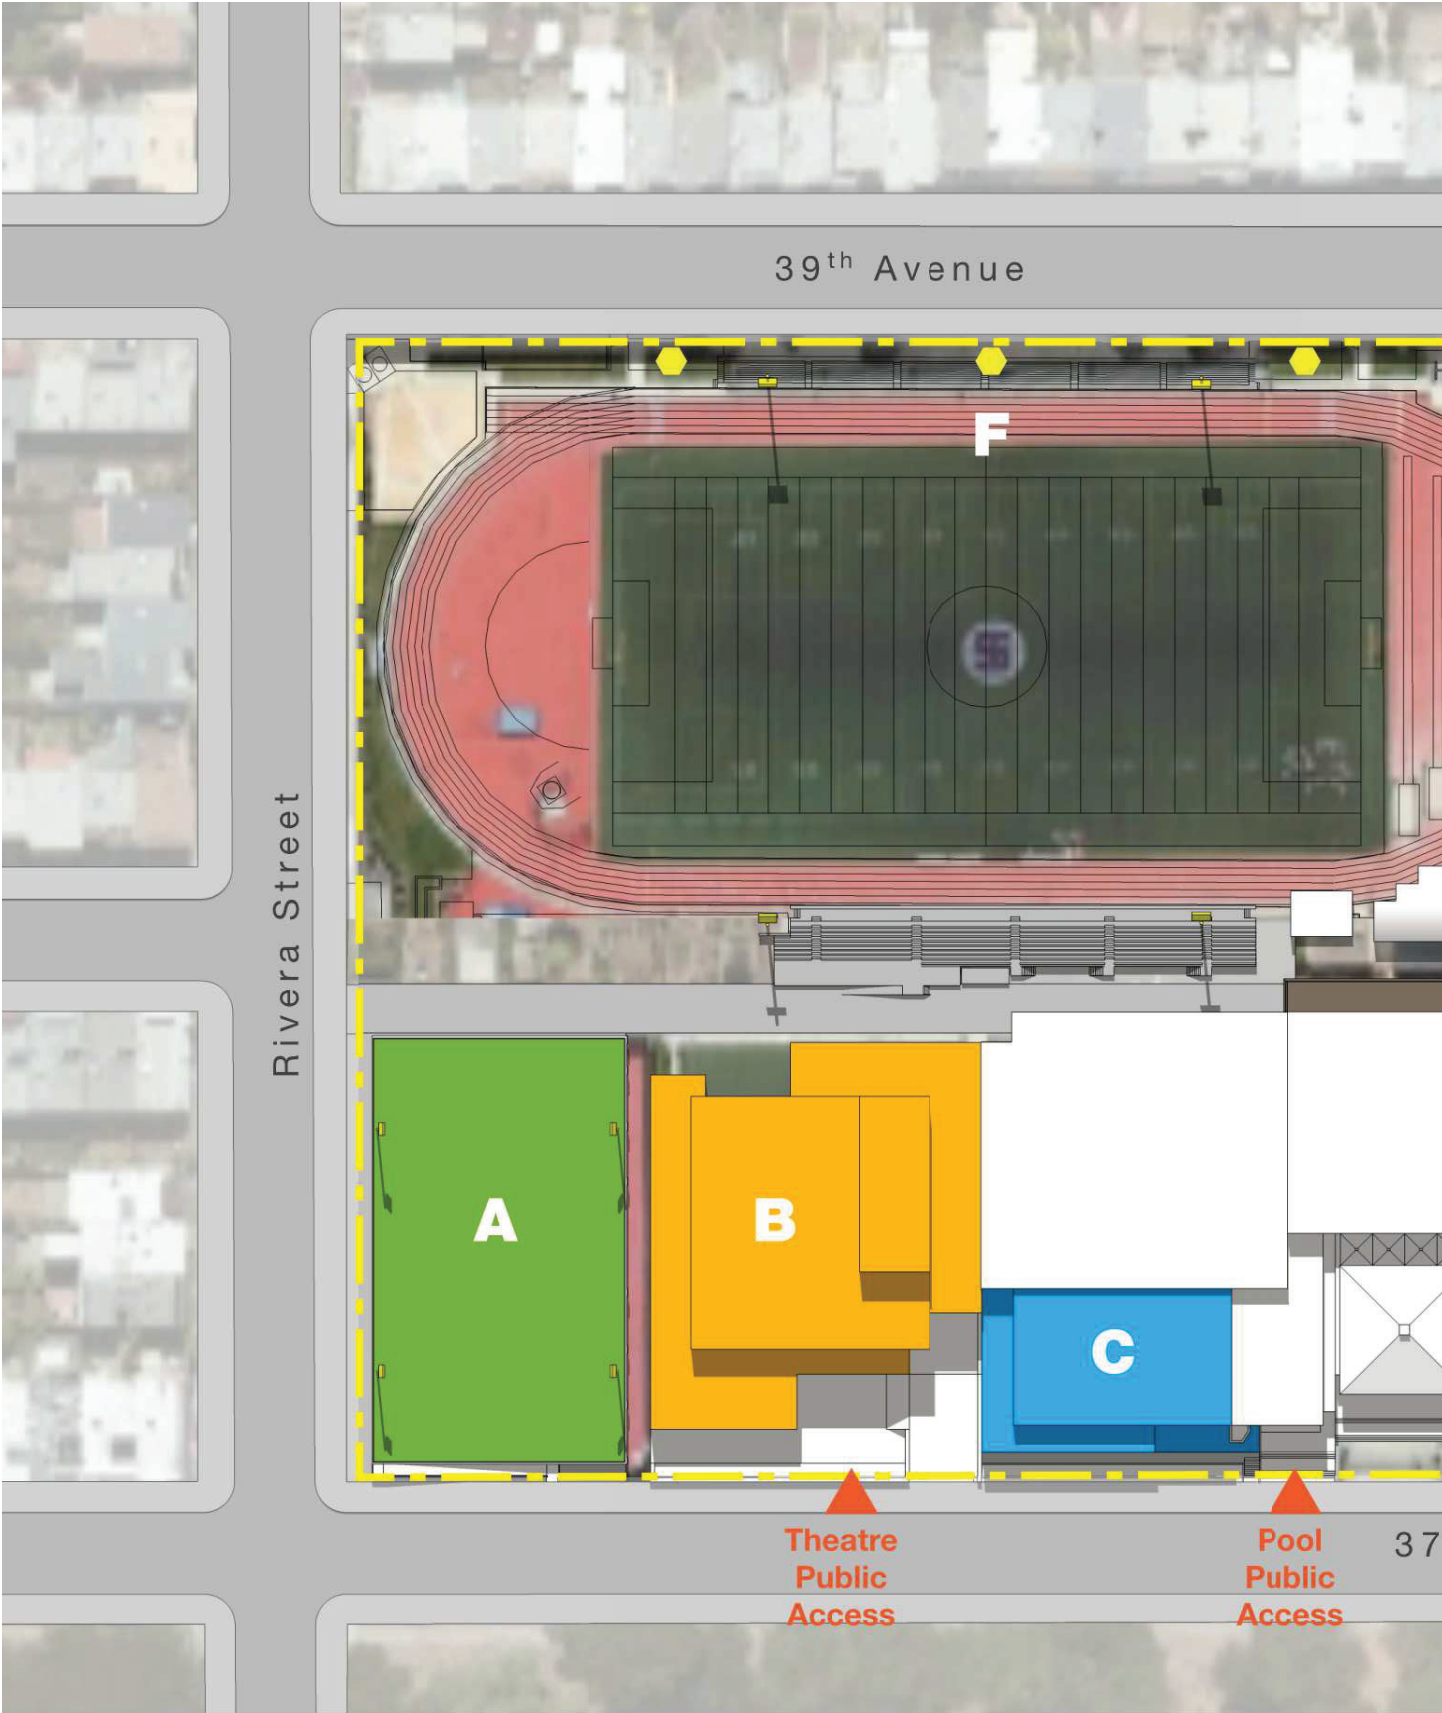 39th Avenue
F
Rivera Street
A
B
C
Theatre
Public
Access
Pool
Public
Access
37